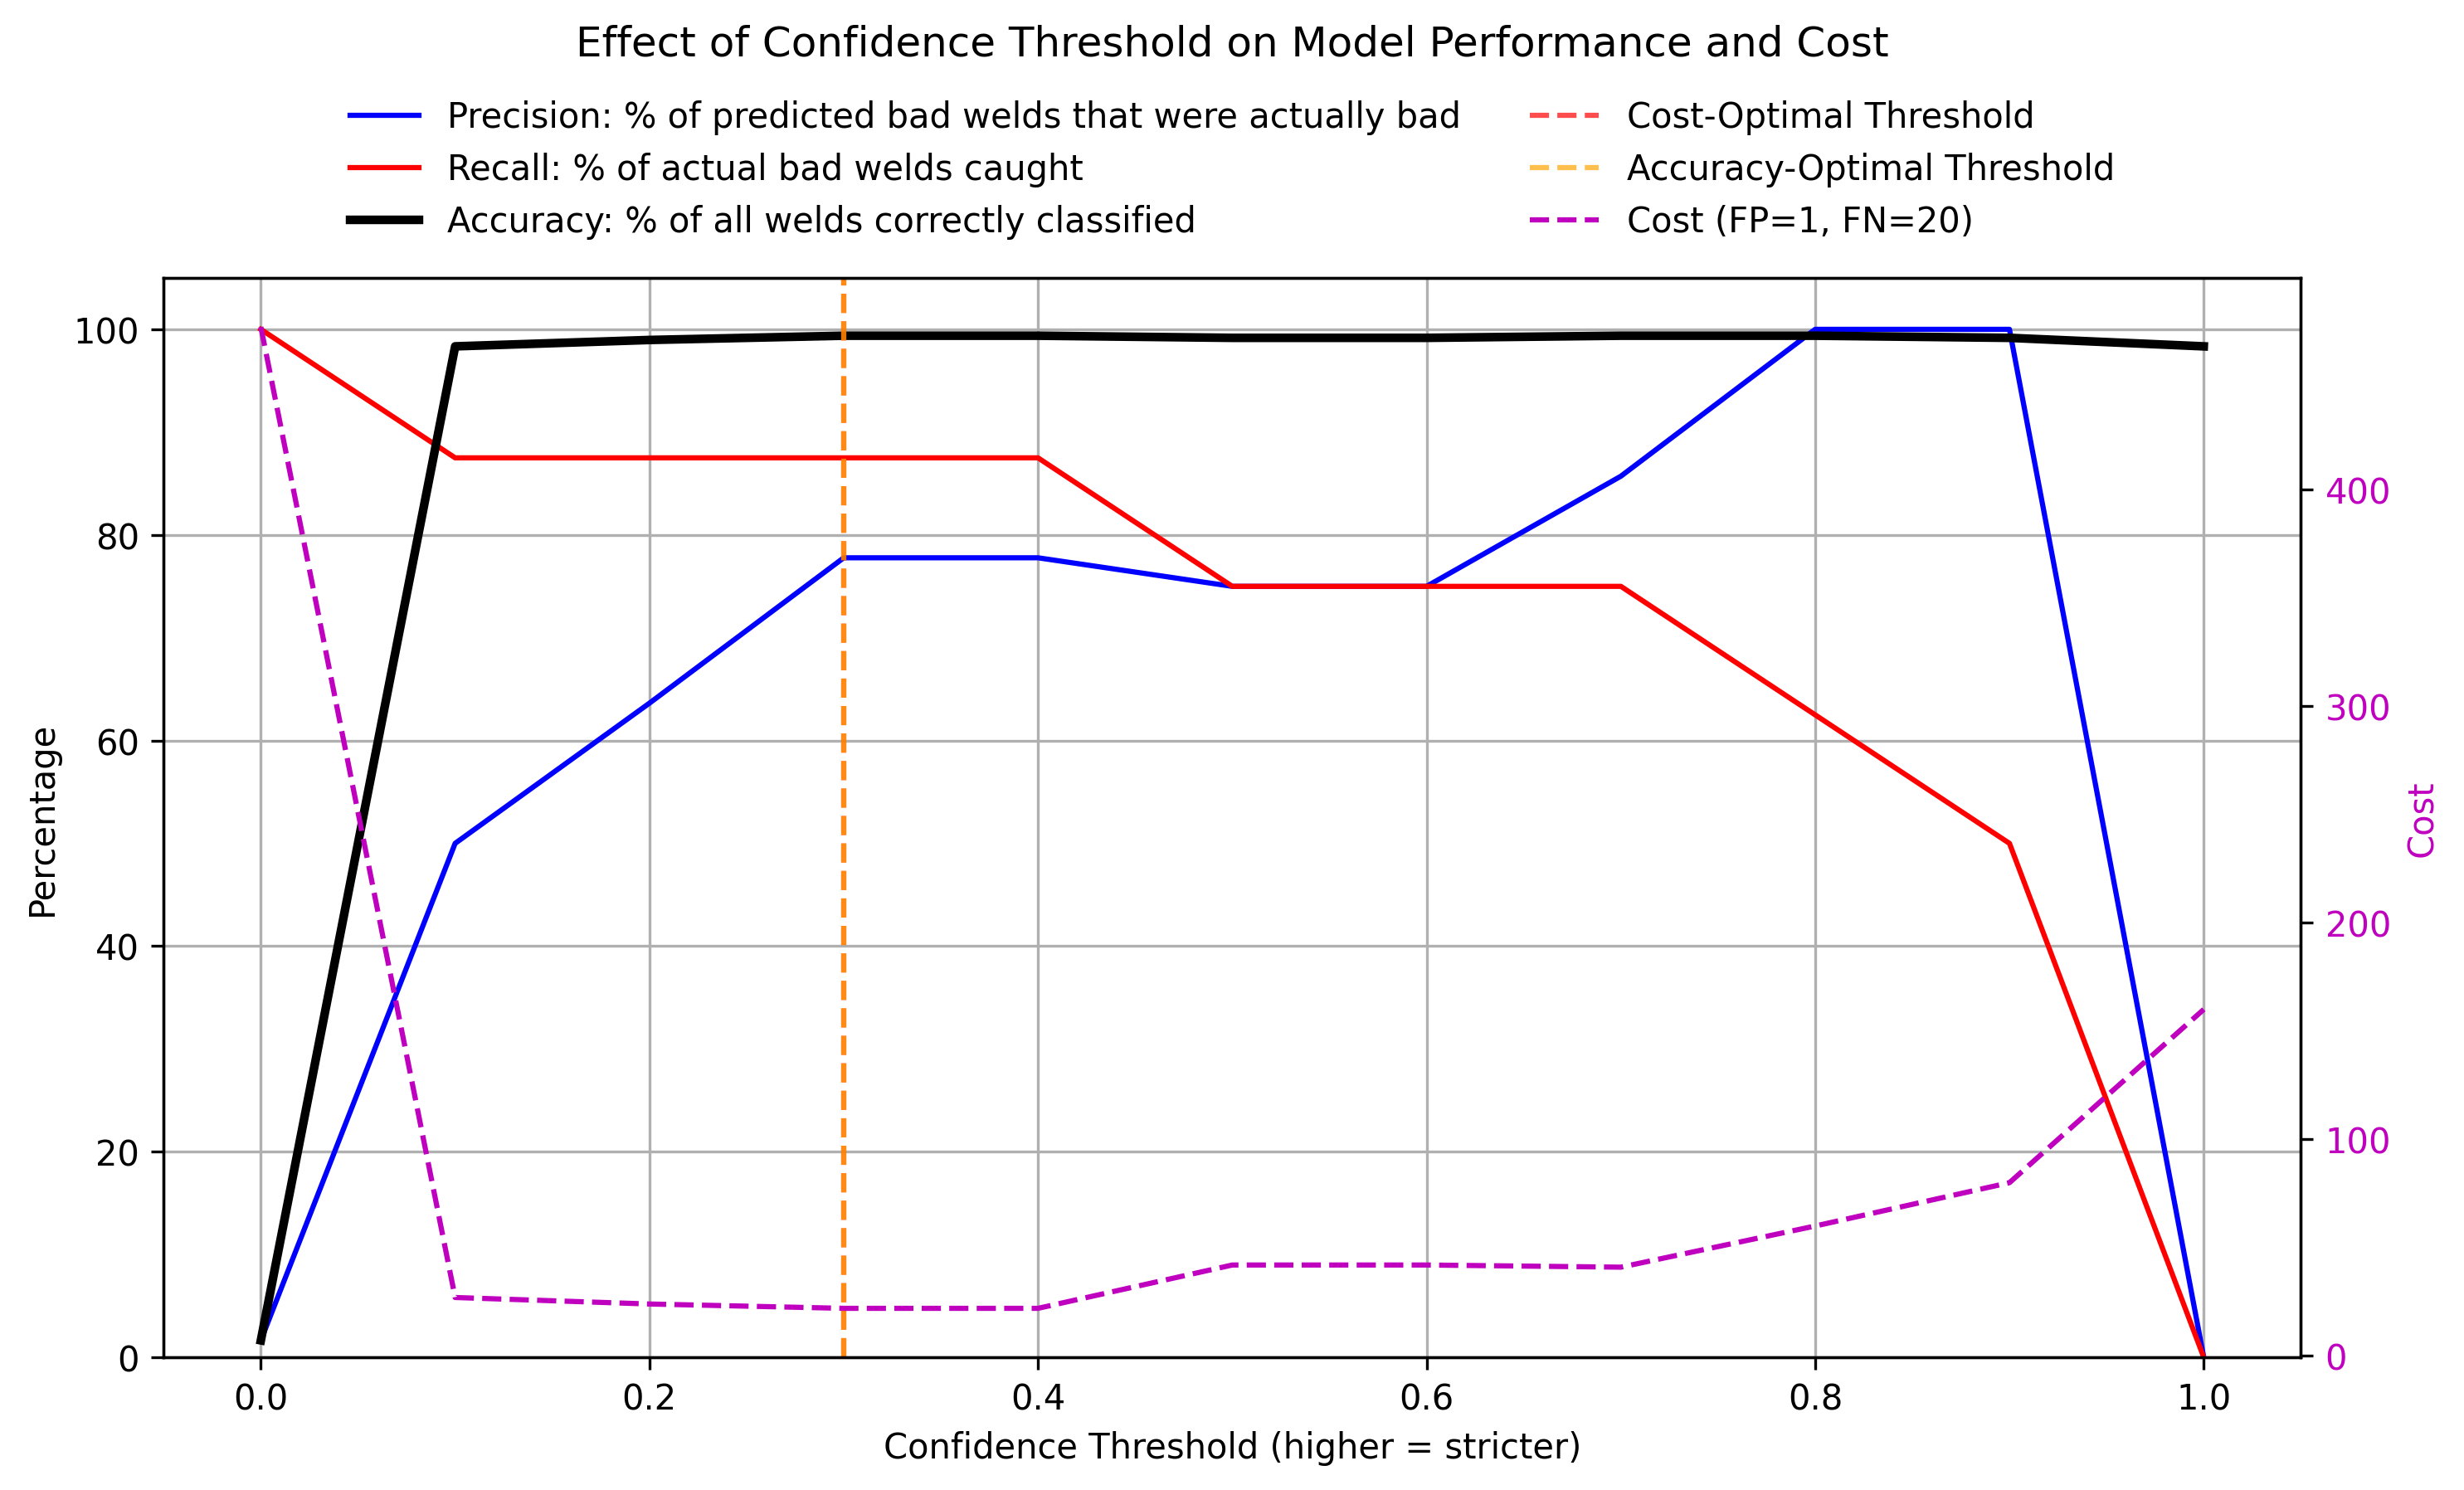 Effect of Confidence Threshold on Model Performance and Cost
Precision: % of predicted bad welds that were actually bad
Recall: % of actual bad welds caught
Accuracy: % of all welds correctly classified
Cost-Optimal Threshold
Accuracy-Optimal Threshold
Cost (FP=1, FN=20)
Percentage
100
80
60
40
20
0
0.0
0.2
0.4
0.6
0.8
1.0
Confidence Threshold (higher = stricter)
400
300
200
100
0
Cost